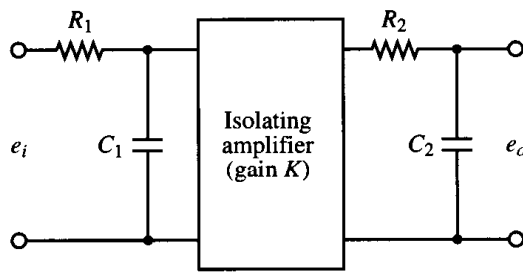 R1
R2
Isolating
amplifier
(gain K)
ei
C1
C2
eo